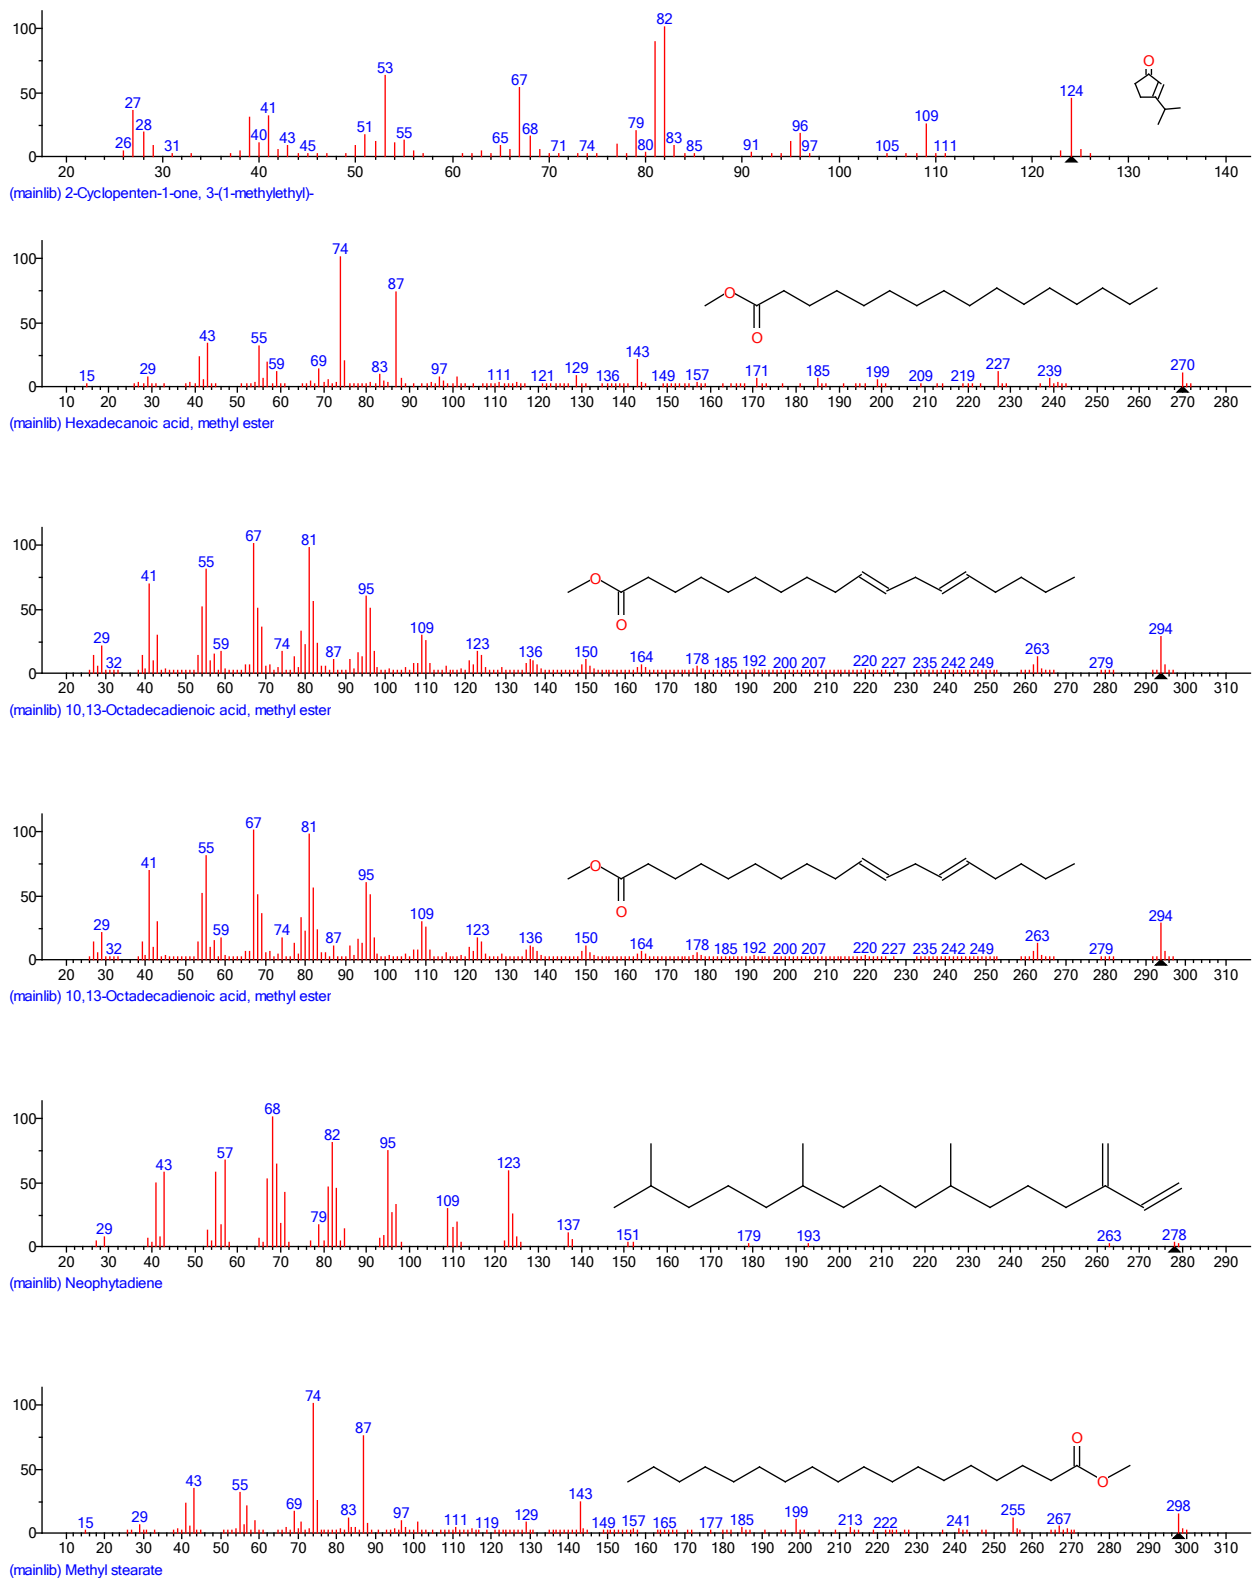 100
50
0
26 27 28 31 40 41 43 45 51 53 55 65 67 68 71 74 79 80 82 83 85 91 96 97 105 109 111 124
O
20 30 40 50 60 70 80 90 100 110 120 130 140
(mainlib) 2-Cyclopenten-1-one, 3-(1-methylethyl)-
100
50
0
15 29 43 55 59 69 74 83 87 97 111 121 129 136 143 149 157 171 185 199 209 219 227 239 270
O
O
10 20 30 40 50 60 70 80 90 100 110 120 130 140 150 160 170 180 190 200 210 220 230 240 250 260 270 280
(mainlib) Hexadecanoic acid, methyl ester
100
50
0
29 32 41 55 59 67 74 81 87 95 109 123 136 150 164 178 185 192 200 207 220 227 235 242 249 263 279 294
O
O
20 30 40 50 60 70 80 90 100 110 120 130 140 150 160 170 180 190 200 210 220 230 240 250 260 270 280 290 300 310
(mainlib) 10,13-Octadecadienoic acid, methyl ester
100
50
0
29 32 41 55 59 67 74 81 87 95 109 123 136 150 164 178 185 192 200 207 220 227 235 242 249 263 279 294
O
O
20 30 40 50 60 70 80 90 100 110 120 130 140 150 160 170 180 190 200 210 220 230 240 250 260 270 280 290 300 310
(mainlib) 10,13-Octadecadienoic acid, methyl ester
100
50
0
29 43 57 68 79 82 95 109 123 137 151 179 193 263 278
20 30 40 50 60 70 80 90 100 110 120 130 140 150 160 170 180 190 200 210 220 230 240 250 260 270 280 290
(mainlib) Neophytadiene
100
50
0
15 29 43 55 69 74 83 87 97 111 119 129 143 149 157 165 177 185 199 213 222 241 255 267 298
O
O
10 20 30 40 50 60 70 80 90 100 110 120 130 140 150 160 170 180 190 200 210 220 230 240 250 260 270 280 290 300 310
(mainlib) Methyl stearate